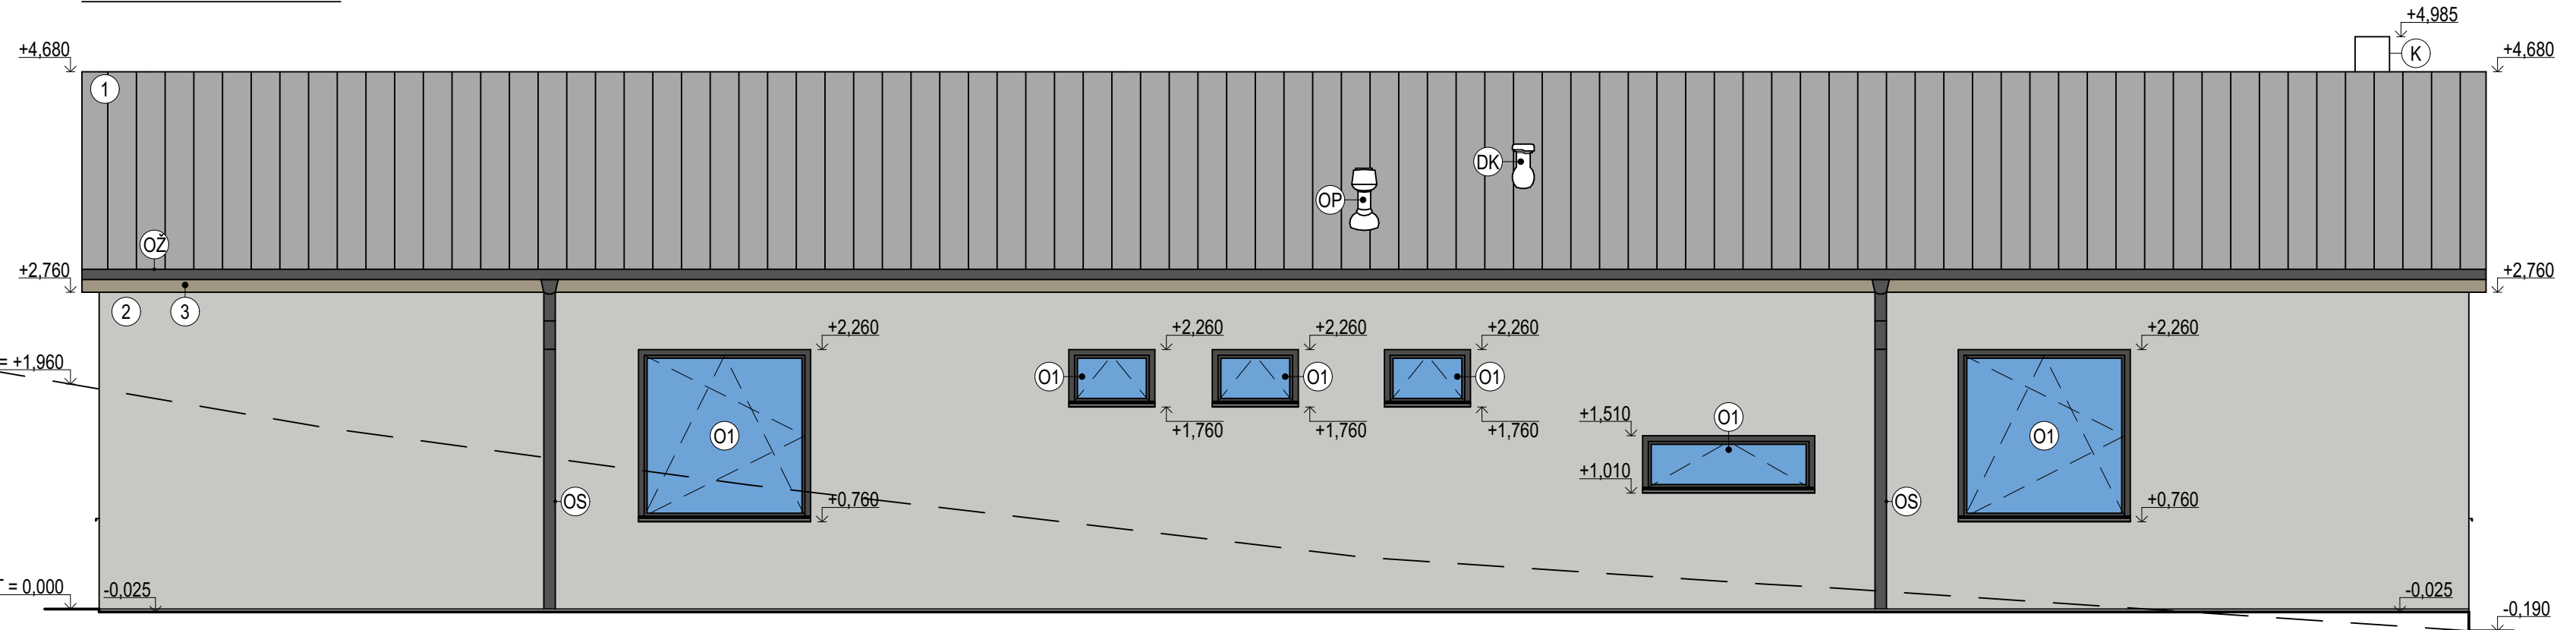 +4,985
K
+4,680
+4,680
1
DK
OP
OŽ
+2,760
+2,760
2
3
+2,260
+2,260
+2,260
+2,260
+2,260
= +1,960
O1
O1
O1
+1,760
+1,760
+1,760
+1,510
O1
O1
O1
+1,010
OS
+0,760
OS
+0,760
= 0,000
-0,025
-0,025
-0,190